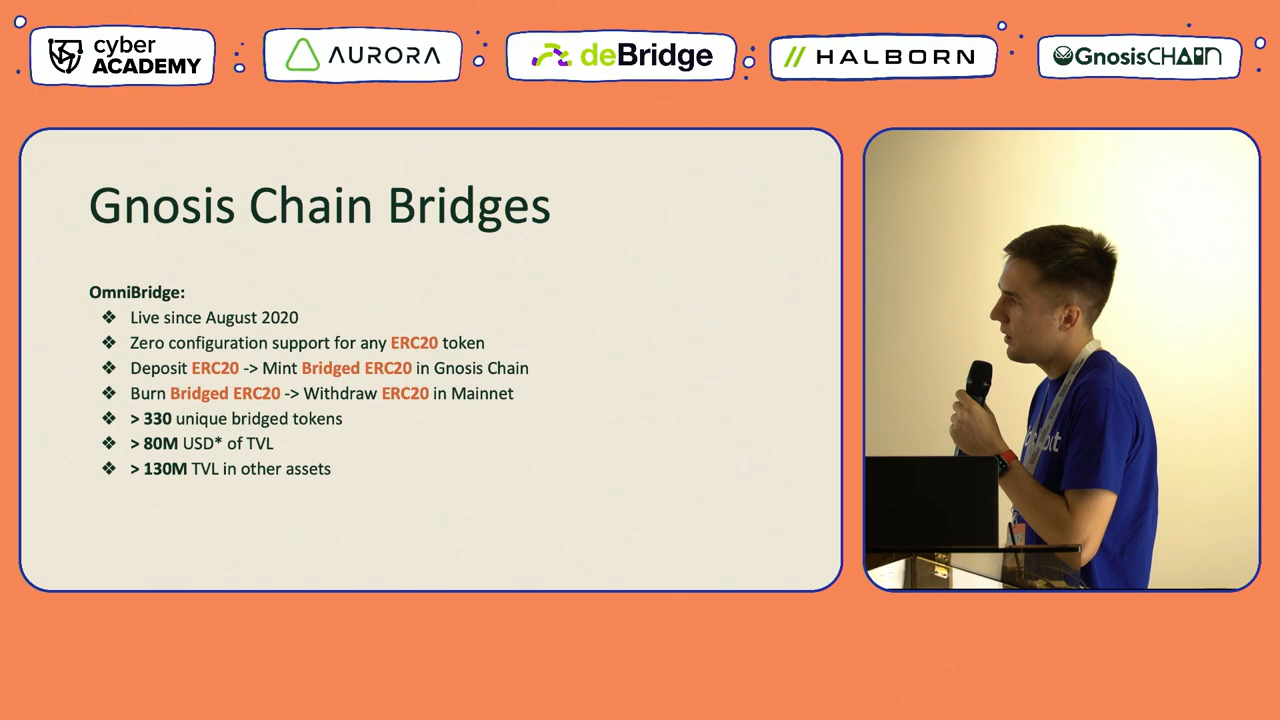 cyber
ACADEMY
AURORA
deBridge
HALBORN
GnosisCHAIN
Gnosis Chain Bridges
OmniBridge:
❖ Live since August 2020
❖ Zero configuration support for any ERC20 token
❖ Deposit ERC20 -> Mint Bridged ERC20 in Gnosis Chain
❖ Burn Bridged ERC20 -> Withdraw ERC20 in Mainnet
❖ > 330 unique bridged tokens
❖ > 80M USD* of TVL
❖ > 130M TVL in other assets